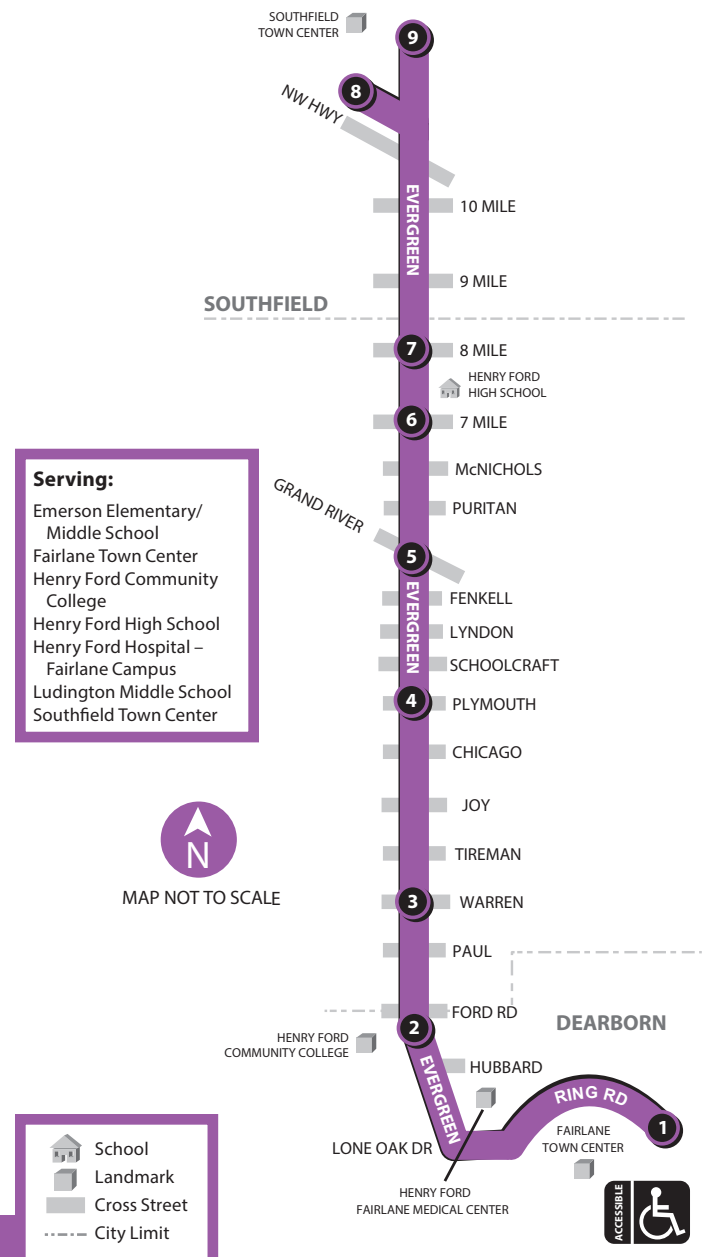 SOUTHFIELD
TOWN CENTER
9
8
NW HWY
EVERGREEN
10 MILE
9 MILE
SOUTHFIELD
7
8 MILE
HENRY FORD
HIGH SCHOOL
6
7 MILE
McNICHOLS
PURITAN
GRAND RIVER
5
EVERGREEN
FENKELL
LYNDON
SCHOOLCRAFT
4
PLYMOUTH
CHICAGO
JOY
TIREMAN
3
WARREN
PAUL
FORD RD
DEARBORN
2
HENRY FORD
COMMUNITY COLLEGE
EVERGREEN
HUBBARD
RING RD
1
FAIRLANE
TOWN CENTER
LONE OAK DR
HENRY FORD
FAIRLANE MEDICAL CENTER
Serving:
Emerson Elementary/
Middle School
Fairlane Town Center
Henry Ford Community
College
Henry Ford High School
Henry Ford Hospital –
Fairlane Campus
Ludington Middle School
Southfield Town Center
N
MAP NOT TO SCALE
School
Landmark
Cross Street
City Limit
ACCESSIBLE